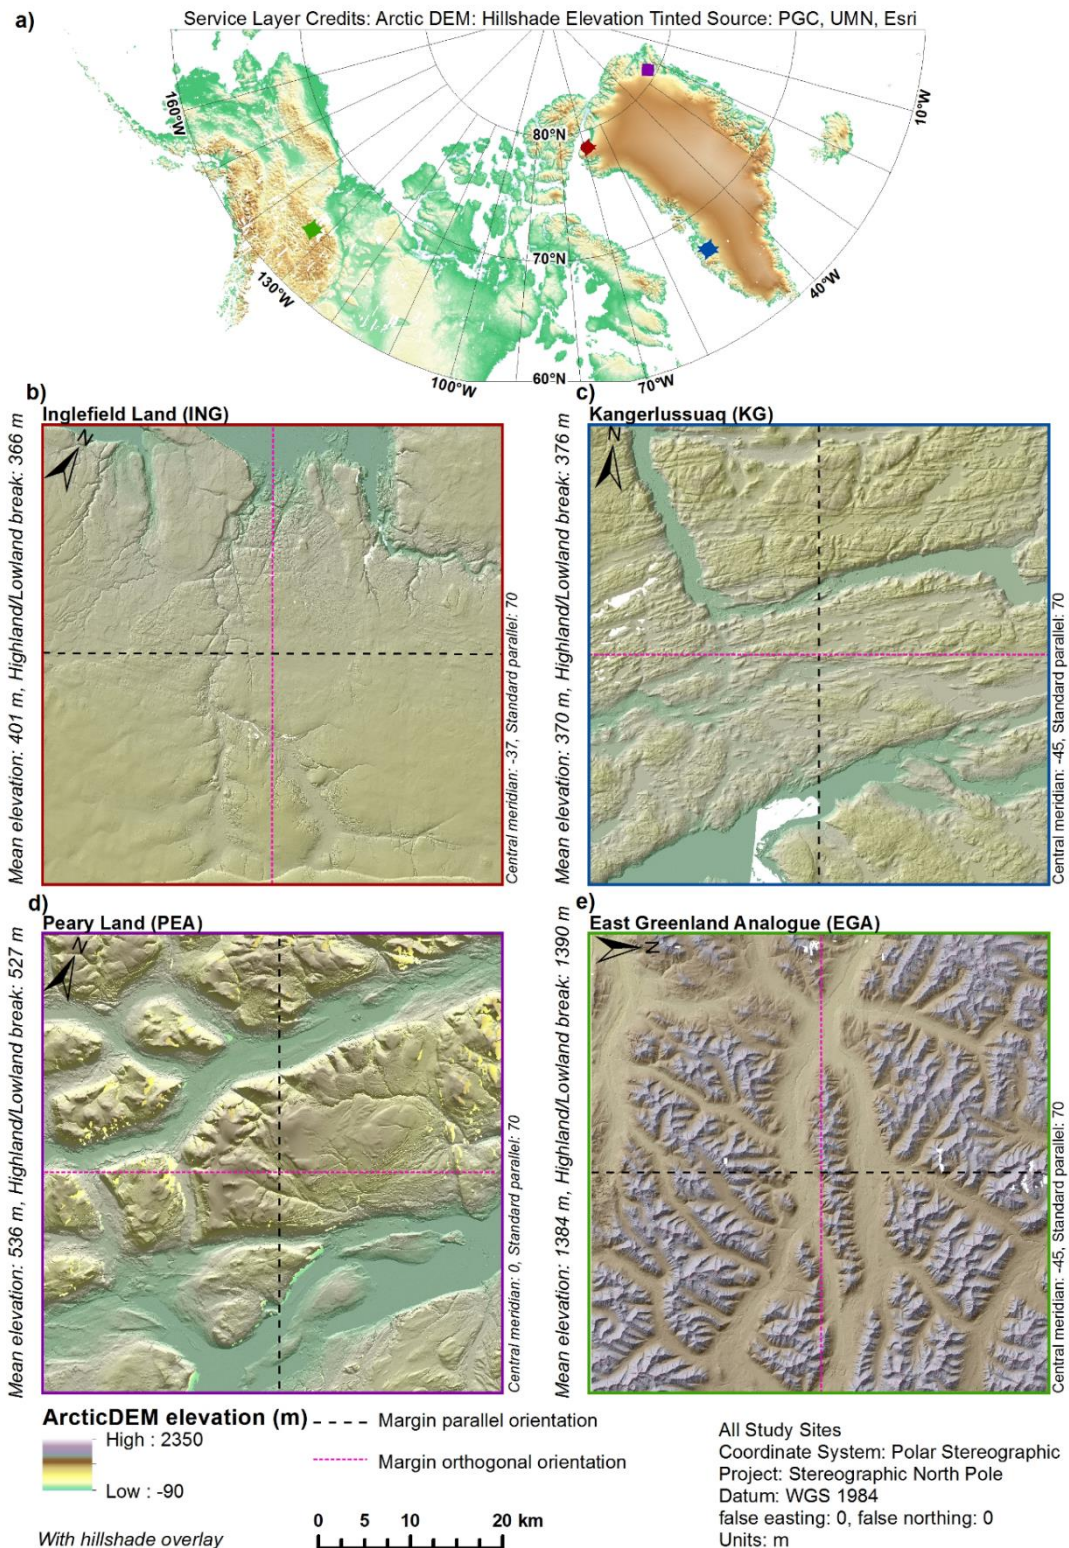 a)
Service Layer Credits: Arctic DEM: Hillshade Elevation Tinted Source: PGC, UMN, Esri
160°W
10°W
80°N
130°W
70°N
40°W
100°W
60°N
70°W
b)
Inglefield Land (ING)
N
Mean elevation: 401 m, Highland/Lowland break: 366 m
Central meridian: -37, Standard parallel: 70
c)
Kangerlussuaq (KG)
N
Mean elevation: 370 m, Highland/Lowland break: 376 m
Central meridian: -45, Standard parallel: 70
d)
Peary Land (PEA)
N
Mean elevation: 536 m, Highland/Lowland break: 527 m
Central meridian: 0, Standard parallel: 70
e)
East Greenland Analogue (EGA)
N
Mean elevation: 1384 m, Highland/Lowland break: 1390 m
Central meridian: -45, Standard parallel: 70
ArcticDEM elevation (m)
High : 2350
Low : -90
With hillshade overlay
Margin parallel orientation
Margin orthogonal orientation
0 5 10 20 km
All Study Sites
Coordinate System: Polar Stereographic
Project: Stereographic North Pole
Datum: WGS 1984
false easting: 0, false northing: 0
Units: m